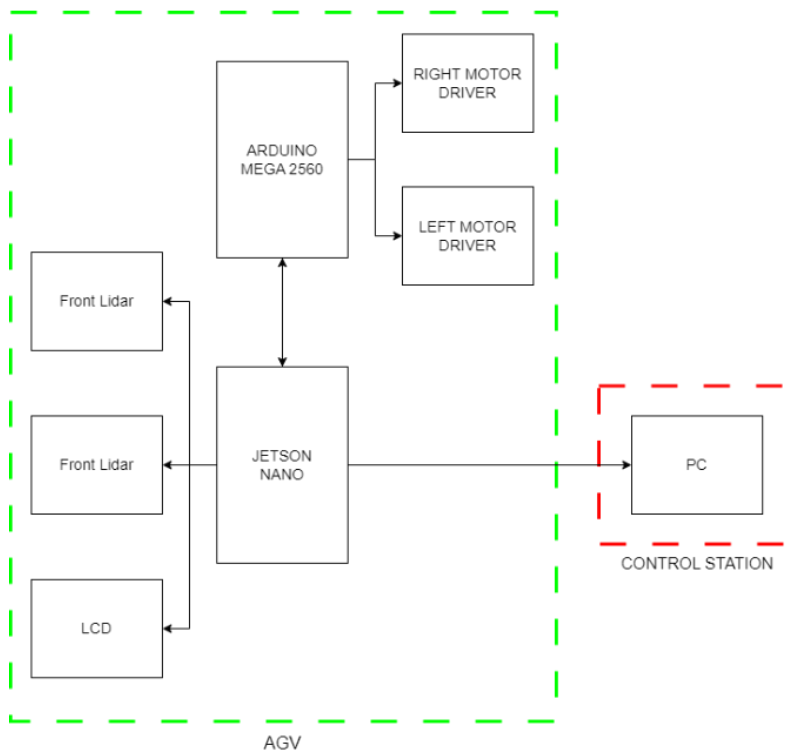 RIGHT MOTOR
DRIVER
ARDUINO
MEGA 2560
LEFT MOTOR
DRIVER
Front Lidar
Front Lidar
JETSON
NANO
PC
CONTROL STATION
LCD
AGV